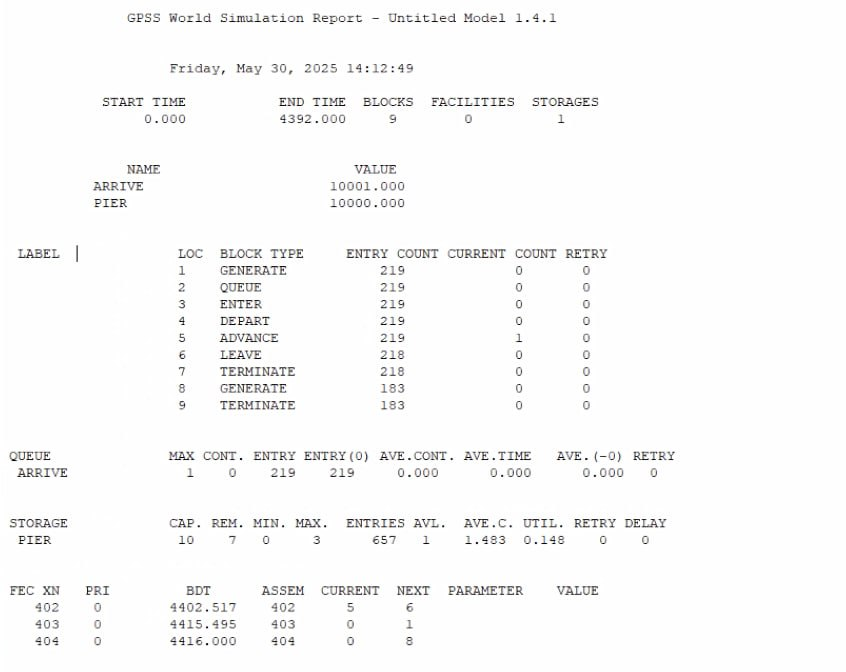 GPSS World Simulation Report - Untitled Model 1.4.1
Friday, May 30, 2025 14:12:49
START TIME END TIME BLOCKS FACILITIES STORAGES
0.000 4392.000 9 0 1
NAME VALUE
ARRIVE 10001.000
PIER 10000.000
LABEL LOC BLOCK TYPE ENTRY COUNT CURRENT COUNT RETRY
1 GENERATE 219 0 0
2 QUEUE 219 0 0
3 ENTER 219 0 0
4 DEPART 219 0 0
5 ADVANCE 219 1 0
6 LEAVE 218 0 0
7 TERMINATE 218 0 0
8 GENERATE 183 0 0
9 TERMINATE 183 0 0
QUEUE MAX CONT. ENTRY ENTRY(0) AVE.CONT. AVE.TIME AVE.(-0) RETRY
ARRIVE 1 0 219 219 0.000 0.000 0.000 0
STORAGE CAP. REM. MIN. MAX. ENTRIES AVL. AVE.C. UTIL. RETRY DELAY
PIER 10 7 0 3 657 1 1.483 0.148 0 0
FEC XN PRI BDT ASSEM CURRENT NEXT PARAMETER VALUE
402 0 4402.517 402 5 6
403 0 4415.495 403 0 1
404 0 4416.000 404 0 8